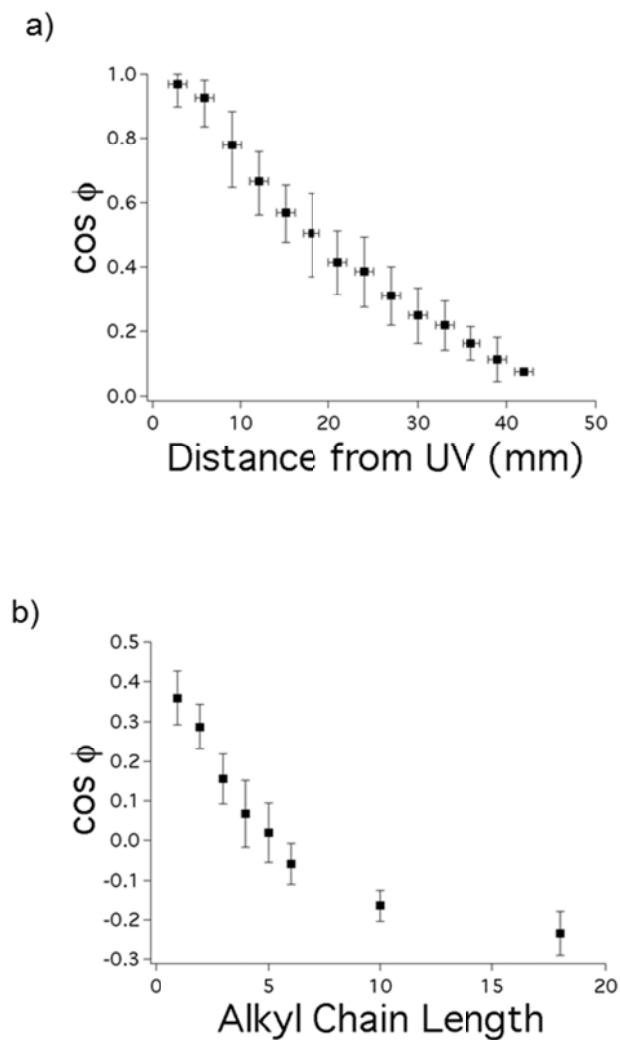 a)
1.0
0.8
0.6
0.4
0.2
0.0
cos ϕ
0 10 20 30 40 50
Distance from UV (mm)
b)
0.5
0.4
0.3
0.2
0.1
0.0
-0.1
-0.2
-0.3
cos ϕ
0 5 10 15 20
Alkyl Chain Length